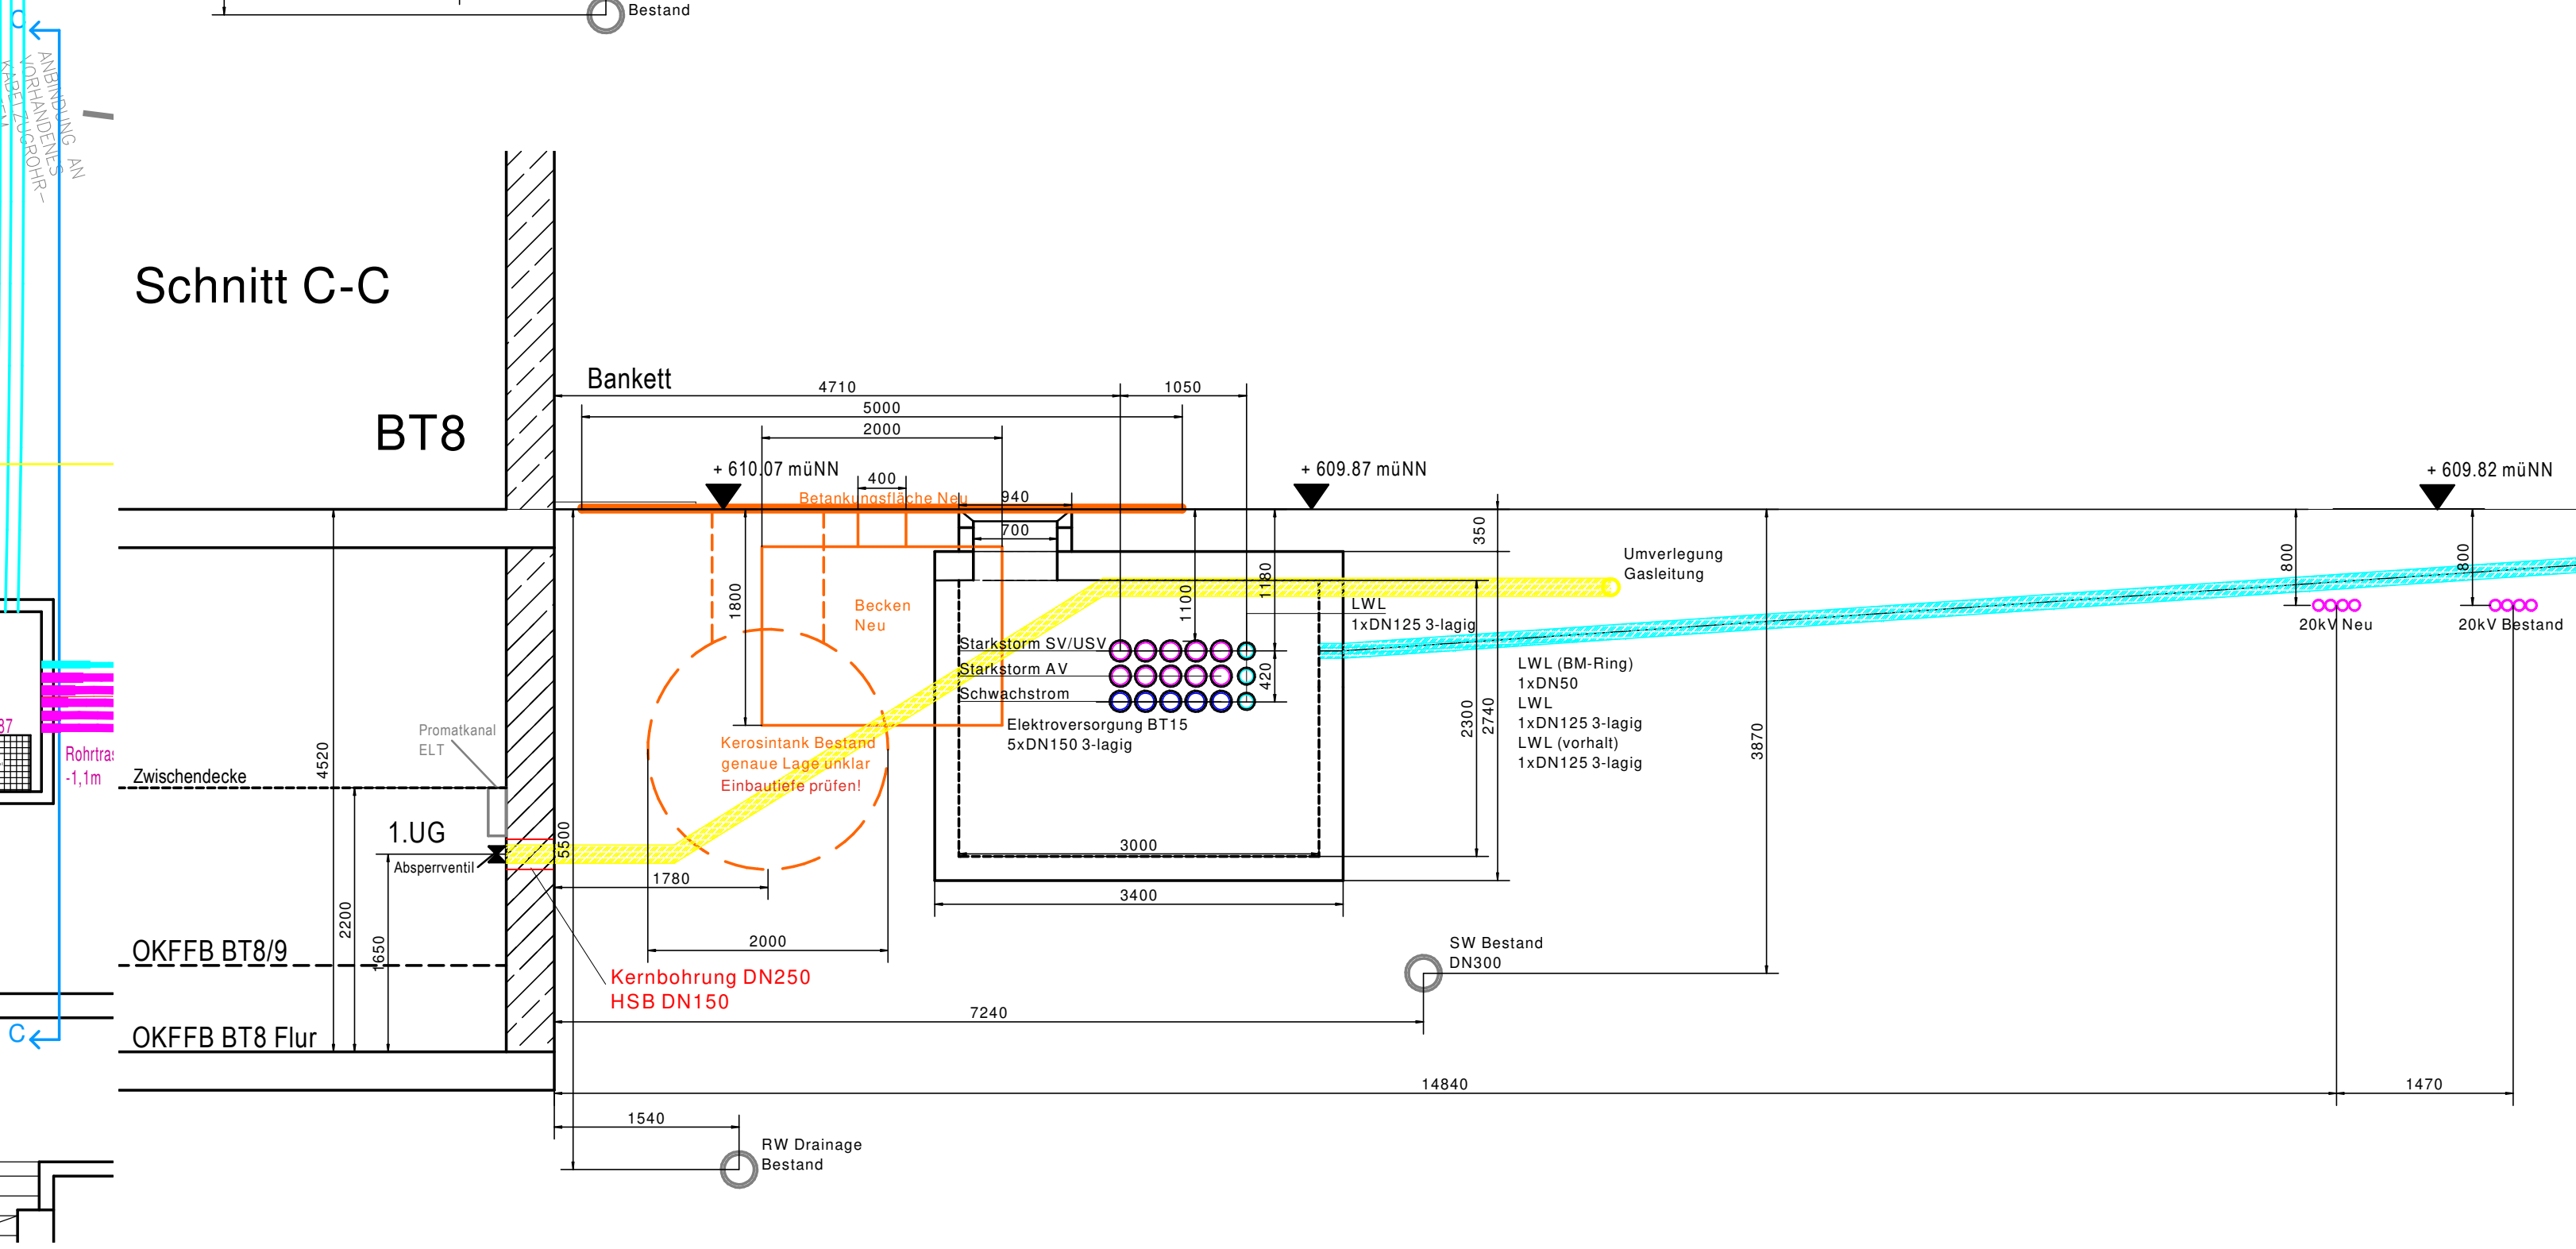 Bestand
C
ANBINDUNG AN
VORHANDENES
KABELZUGROHR-
Schnitt C-C
BT8
Bankett
4710
1050
5000
2000
+ 610.07 müNN
+ 609.87 müNN
+ 609.82 müNN
400
Betankungsfläche Neu
940
700
350
Umverlegung
Gasleitung
800
800
1800
1100
1180
Becken
Neu
LWL
1xDN125 3-lagig
20kV Neu
20kV Bestand
Starkstorm SV/USV
Starkstorm AV
Schwachstrom
420
LWL (BM-Ring)
1xDN50
LWL
1xDN125 3-lagig
LWL (vorhalt)
1xDN125 3-lagig
Elektroversorgung BT15
5xDN150 3-lagig
2300
2740
3870
37
Rohrtras
-1,1m
Promatkanal
ELT
Kerosintank Bestand
genaue Lage unklar
Einbautiefe prüfen!
4520
Zwischendecke
1.UG
Absperrventil
5500
3000
1780
3400
2200
1650
2000
OKFFB BT8/9
Kernbohrung DN250
HSB DN150
SW Bestand
DN300
7240
C
OKFFB BT8 Flur
14840
1470
1540
RW Drainage
Bestand